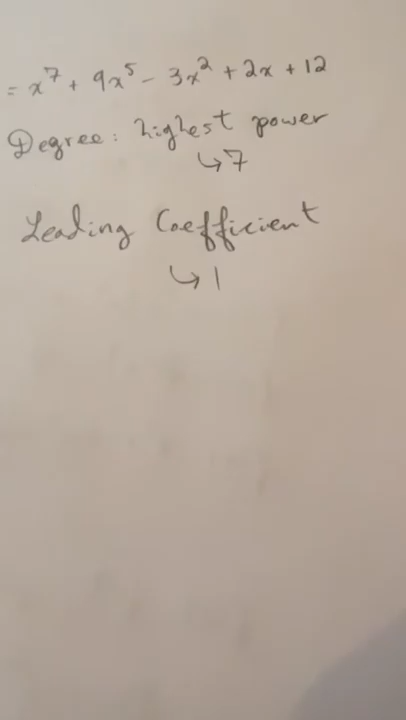 = x⁷ + 9x⁵ - 3x² + 2x + 12
Degree: highest power
↳ 7
Leading Coefficient
↳ 1